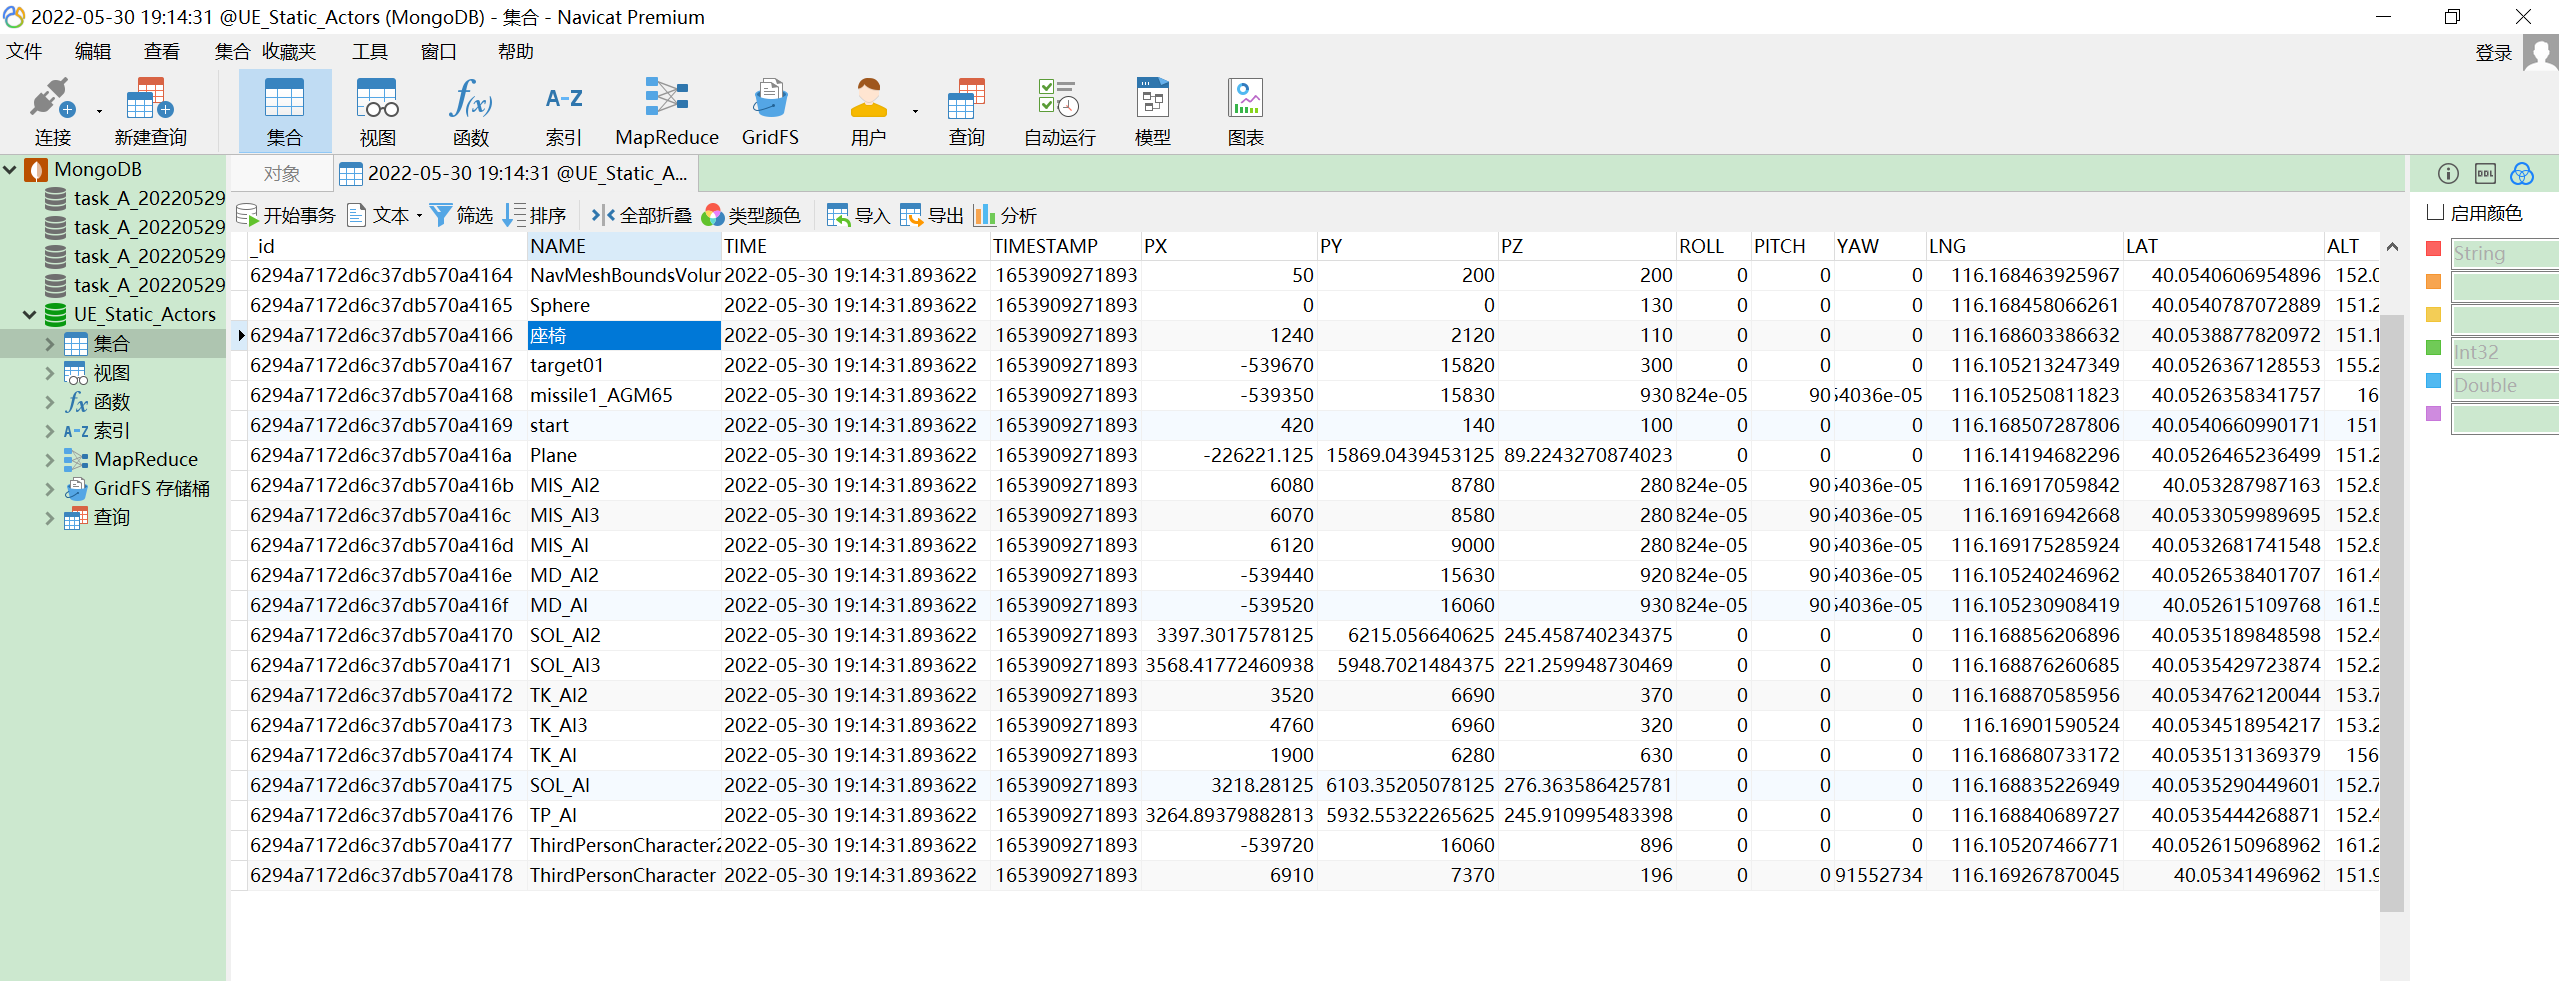 2022-05-30 19:14:31 @UE_Static_Actors (MongoDB) - 集合 - Navicat Premium
文件 编辑 查看 集合 收藏夹 工具 窗口 帮助 登录
连接 新建查询 集合 视图 函数 索引 MapReduce GridFS 用户 查询 自动运行 模型 图表
MongoDB
task_A_20220529
task_A_20220529
task_A_20220529
task_A_20220529
UE_Static_Actors
集合
视图
函数
索引
MapReduce
GridFS 存储桶
查询
对象 2022-05-30 19:14:31 @UE_Static_A...
开始事务 文本 筛选 排序 全部折叠 类型颜色 导入 导出 分析
_id NAME TIME TIMESTAMP PX PY PZ ROLL PITCH YAW LNG LAT ALT
6294a7172d6c37db570a4164 NavMeshBoundsVolur 2022-05-30 19:14:31.893622 1653909271893 50 200 200 0 0 0 116.168463925967 40.0540606954896 152.0
6294a7172d6c37db570a4165 Sphere 2022-05-30 19:14:31.893622 1653909271893 0 0 130 0 0 0 116.168458066261 40.0540787072889 151.2
6294a7172d6c37db570a4166 座椅 2022-05-30 19:14:31.893622 1653909271893 1240 2120 110 0 0 0 116.168603386632 40.0538877820972 151.1
6294a7172d6c37db570a4167 target01 2022-05-30 19:14:31.893622 1653909271893 -539670 15820 300 0 0 0 116.105213247349 40.0526367128553 155.2
6294a7172d6c37db570a4168 missile1_AGM65 2022-05-30 19:14:31.893622 1653909271893 -539350 15830 930 824e-05 90 4036e-05 116.105250811823 40.0526358341757 16
6294a7172d6c37db570a4169 start 2022-05-30 19:14:31.893622 1653909271893 420 140 100 0 0 0 116.168507287806 40.0540660990171 151
6294a7172d6c37db570a416a Plane 2022-05-30 19:14:31.893622 1653909271893 -226221.125 15869.0439453125 89.2243270874023 0 0 0 116.14194682296 40.0526465236499 151.2
6294a7172d6c37db570a416b MIS_AI2 2022-05-30 19:14:31.893622 1653909271893 6080 8780 280 824e-05 90 4036e-05 116.16917059842 40.053287987163 152.8
6294a7172d6c37db570a416c MIS_AI3 2022-05-30 19:14:31.893622 1653909271893 6070 8580 280 824e-05 90 4036e-05 116.16916942668 40.0533059989695 152.8
6294a7172d6c37db570a416d MIS_AI 2022-05-30 19:14:31.893622 1653909271893 6120 9000 280 824e-05 90 4036e-05 116.169175285924 40.0532681741548 152.8
6294a7172d6c37db570a416e MD_AI2 2022-05-30 19:14:31.893622 1653909271893 -539440 15630 920 824e-05 90 4036e-05 116.105240246962 40.0526538401707 161.4
6294a7172d6c37db570a416f MD_AI 2022-05-30 19:14:31.893622 1653909271893 -539520 16060 930 824e-05 90 4036e-05 116.105230908419 40.052615109768 161.5
6294a7172d6c37db570a4170 SOL_AI2 2022-05-30 19:14:31.893622 1653909271893 3397.3017578125 6215.056640625 245.458740234375 0 0 0 116.168856206896 40.0535189848598 152.4
6294a7172d6c37db570a4171 SOL_AI3 2022-05-30 19:14:31.893622 1653909271893 3568.41772460938 5948.7021484375 221.259948730469 0 0 0 116.168876260685 40.0535429723874 152.2
6294a7172d6c37db570a4172 TK_AI2 2022-05-30 19:14:31.893622 1653909271893 3520 6690 370 0 0 0 116.168870585956 40.0534762120044 153.7
6294a7172d6c37db570a4173 TK_AI3 2022-05-30 19:14:31.893622 1653909271893 4760 6960 320 0 0 0 116.16901590524 40.0534518954217 153.2
6294a7172d6c37db570a4174 TK_AI 2022-05-30 19:14:31.893622 1653909271893 1900 6280 630 0 0 0 116.168680733172 40.0535131369379 156
6294a7172d6c37db570a4175 SOL_AI 2022-05-30 19:14:31.893622 1653909271893 3218.28125 6103.35205078125 276.363586425781 0 0 0 116.168835226949 40.0535290449601 152.7
6294a7172d6c37db570a4176 TP_AI 2022-05-30 19:14:31.893622 1653909271893 3264.89379882813 5932.55322265625 245.910995483398 0 0 0 116.168840689727 40.0535444268871 152.4
6294a7172d6c37db570a4177 ThirdPersonCharacter2 2022-05-30 19:14:31.893622 1653909271893 -539720 16060 896 0 0 0 116.105207466771 40.0526150968962 161.2
6294a7172d6c37db570a4178 ThirdPersonCharacter 2022-05-30 19:14:31.893622 1653909271893 6910 7370 196 0 0 91552734 116.169267870045 40.05341496962 151.9
DDL
启用颜色
String
Int32
Double